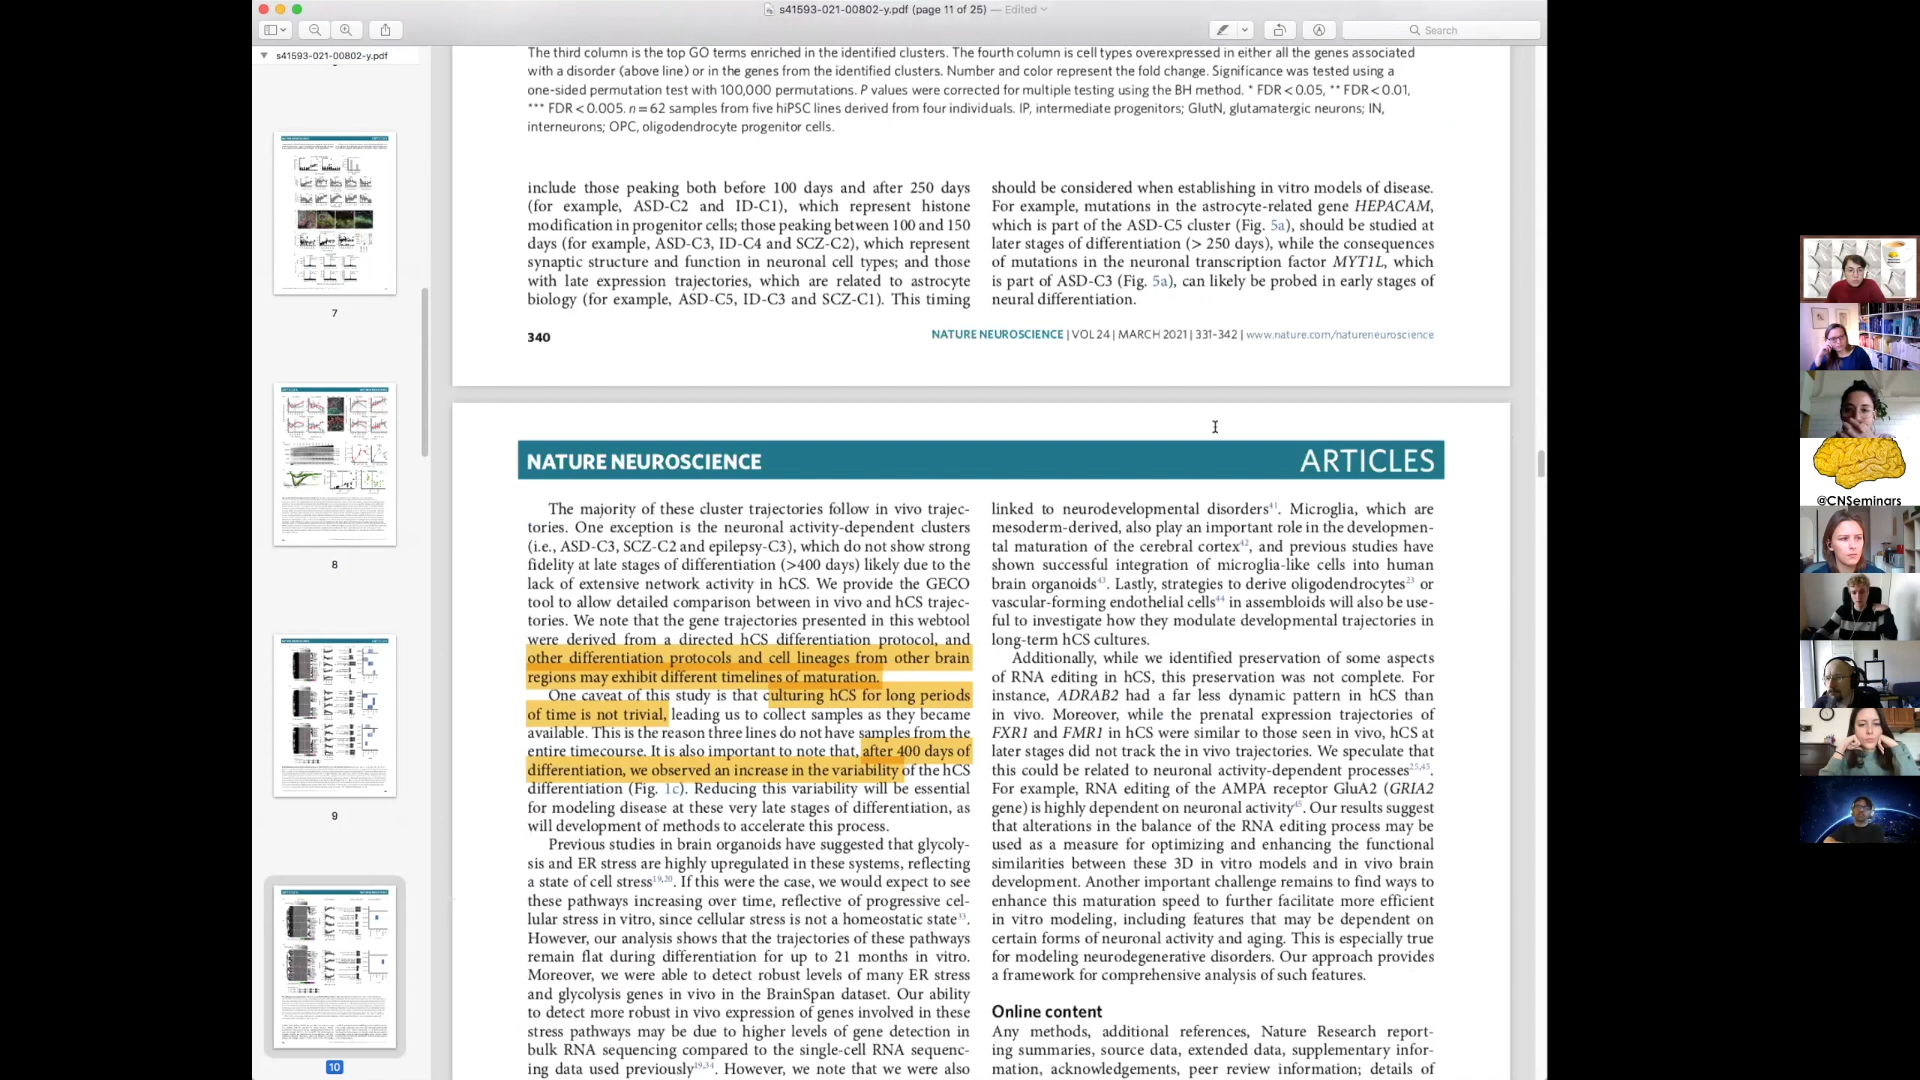 s41593-021-00802-y.pdf (page 11 of 25) — Edited
Search
s41593-021-00802-y.pdf
7
8
9
10
The third column is the top GO terms enriched in the identified clusters. The fourth column is cell types overexpressed in either all the genes associated
with a disorder (above line) or in the genes from the identified clusters. Number and color represent the fold change. Significance was tested using a
one-sided permutation test with 100,000 permutations. P values were corrected for multiple testing using the BH method. * FDR < 0.05, ** FDR < 0.01,
*** FDR < 0.005. n = 62 samples from five hiPSC lines derived from four individuals. IP, intermediate progenitors; GlutN, glutamatergic neurons; IN,
interneurons; OPC, oligodendrocyte progenitor cells.
include those peaking both before 100 days and after 250 days
(for example, ASD-C2 and ID-C1), which represent histone
modification in progenitor cells; those peaking between 100 and 150
days (for example, ASD-C3, ID-C4 and SCZ-C2), which represent
synaptic structure and function in neuronal cell types; and those
with late expression trajectories, which are related to astrocyte
biology (for example, ASD-C5, ID-C3 and SCZ-C1). This timing
should be considered when establishing in vitro models of disease.
For example, mutations in the astrocyte-related gene HEPACAM,
which is part of the ASD-C5 cluster (Fig. 5a), should be studied at
later stages of differentiation (> 250 days), while the consequences
of mutations in the neuronal transcription factor MYT1L, which
is part of ASD-C3 (Fig. 5a), can likely be probed in early stages of
neural differentiation.
340
NATURE NEUROSCIENCE | VOL 24 | MARCH 2021 | 331–342 | www.nature.com/natureneuroscience
NATURE NEUROSCIENCE
ARTICLES
The majority of these cluster trajectories follow in vivo trajec-
tories. One exception is the neuronal activity-dependent clusters
(i.e., ASD-C3, SCZ-C2 and epilepsy-C3), which do not show strong
fidelity at late stages of differentiation (>400 days) likely due to the
lack of extensive network activity in hCS. We provide the GECO
tool to allow detailed comparison between in vivo and hCS trajec-
tories. We note that the gene trajectories presented in this webtool
were derived from a directed hCS differentiation protocol, and
other differentiation protocols and cell lineages from other brain
regions may exhibit different timelines of maturation.
One caveat of this study is that culturing hCS for long periods
of time is not trivial, leading us to collect samples as they became
available. This is the reason three lines do not have samples from the
entire timecourse. It is also important to note that, after 400 days of
differentiation, we observed an increase in the variability of the hCS
differentiation (Fig. 1c). Reducing this variability will be essential
for modeling disease at these very late stages of differentiation, as
will development of methods to accelerate this process.
Previous studies in brain organoids have suggested that glycoly-
sis and ER stress are highly upregulated in these systems, reflecting
a state of cell stress19,20. If this were the case, we would expect to see
these pathways increasing over time, reflective of progressive cel-
lular stress in vitro, since cellular stress is not a homeostatic state33.
However, our analysis shows that the trajectories of these pathways
remain flat during differentiation for up to 21 months in vitro.
Moreover, we were able to detect robust levels of many ER stress
and glycolysis genes in vivo in the BrainSpan dataset. Our ability
to detect more robust in vivo expression of genes involved in these
stress pathways may be due to higher levels of gene detection in
bulk RNA sequencing compared to the single-cell RNA sequenc-
ing data used previously19,34. However, we note that we were also
linked to neurodevelopmental disorders41. Microglia, which are
mesoderm-derived, also play an important role in the developmen-
tal maturation of the cerebral cortex42, and previous studies have
shown successful integration of microglia-like cells into human
brain organoids43. Lastly, strategies to derive oligodendrocytes23 or
vascular-forming endothelial cells44 in assembloids will also be use-
ful to investigate how they modulate developmental trajectories in
long-term hCS cultures.
Additionally, while we identified preservation of some aspects
of RNA editing in hCS, this preservation was not complete. For
instance, ADRAB2 had a far less dynamic pattern in hCS than
in vivo. Moreover, while the prenatal expression trajectories of
FXR1 and FMR1 in hCS were similar to those seen in vivo, hCS at
later stages did not track the in vivo trajectories. We speculate that
this could be related to neuronal activity-dependent processes25,45.
For example, RNA editing of the AMPA receptor GluA2 (GRIA2
gene) is highly dependent on neuronal activity45. Our results suggest
that alterations in the balance of the RNA editing process may be
used as a measure for optimizing and enhancing the functional
similarities between these 3D in vitro models and in vivo brain
development. Another important challenge remains to find ways to
enhance this maturation speed to further facilitate more efficient
in vitro modeling, including features that may be dependent on
certain forms of neuronal activity and aging. This is especially true
for modeling neurodegenerative disorders. Our approach provides
a framework for comprehensive analysis of such features.
Online content
Any methods, additional references, Nature Research report-
ing summaries, source data, extended data, supplementary infor-
mation, acknowledgements, peer review information; details of
@CNSeminars